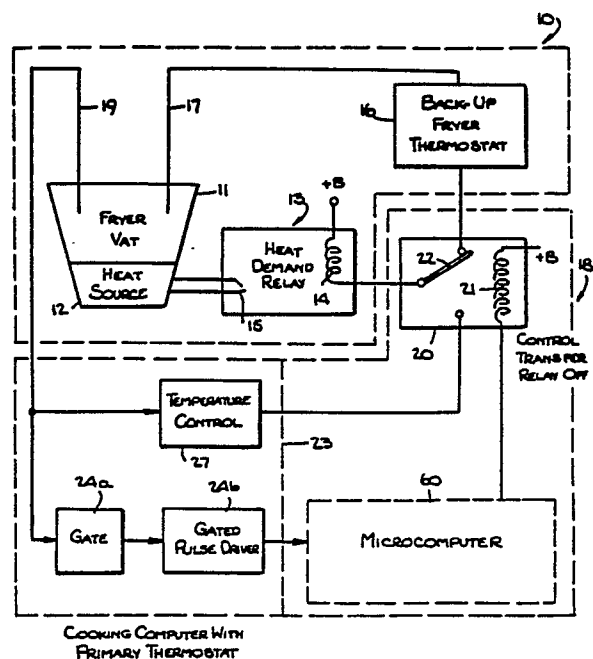 10
19
17
16
BACK-UP
FRYER
THERMOSTAT
11
FRYER
VAT
HEAT
SOURCE
12
13
+B
HEAT
DEMAND
RELAY
14
15
22
21
+B
18
20
CONTROL
TRANSFER
RELAY OFF
TEMPERATURE
CONTROL
27
23
24a
GATE
24b
GATED
PULSE DRIVER
60
MICROCOMPUTER
COOKING COMPUTER WITH
PRIMARY THERMOSTAT